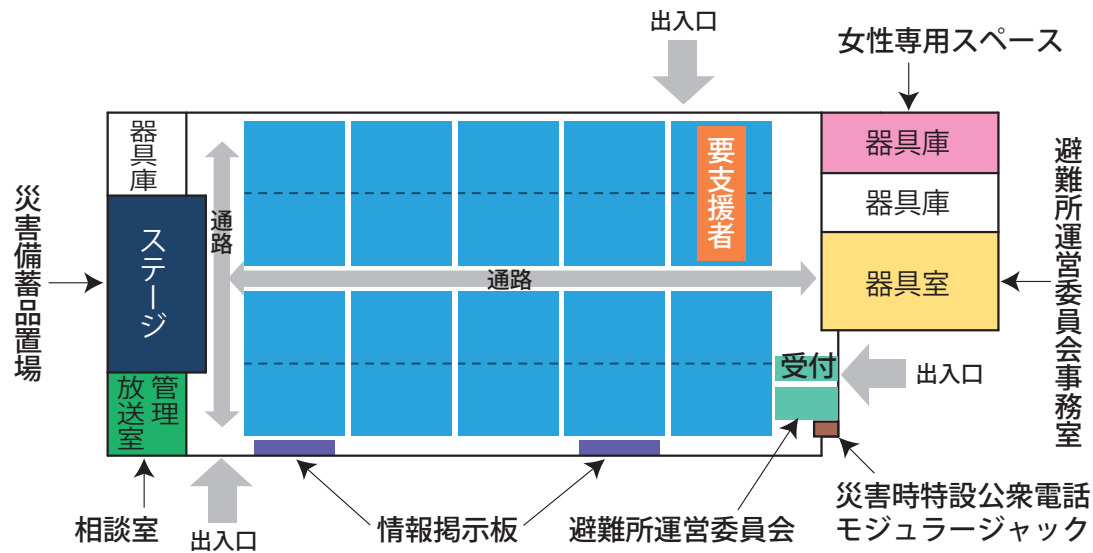 出入口
出入口
女性専用スペース
器具庫
器具庫
要支援者
避難所運営委員会事務室
災害備蓄品置場
ステージ
通路
通路
器具庫
器具室
管理
放送室
受付
出入口
相談室
出入口
情報掲示板
避難所運営委員会
災害時特設公衆電話
モジュラージャック